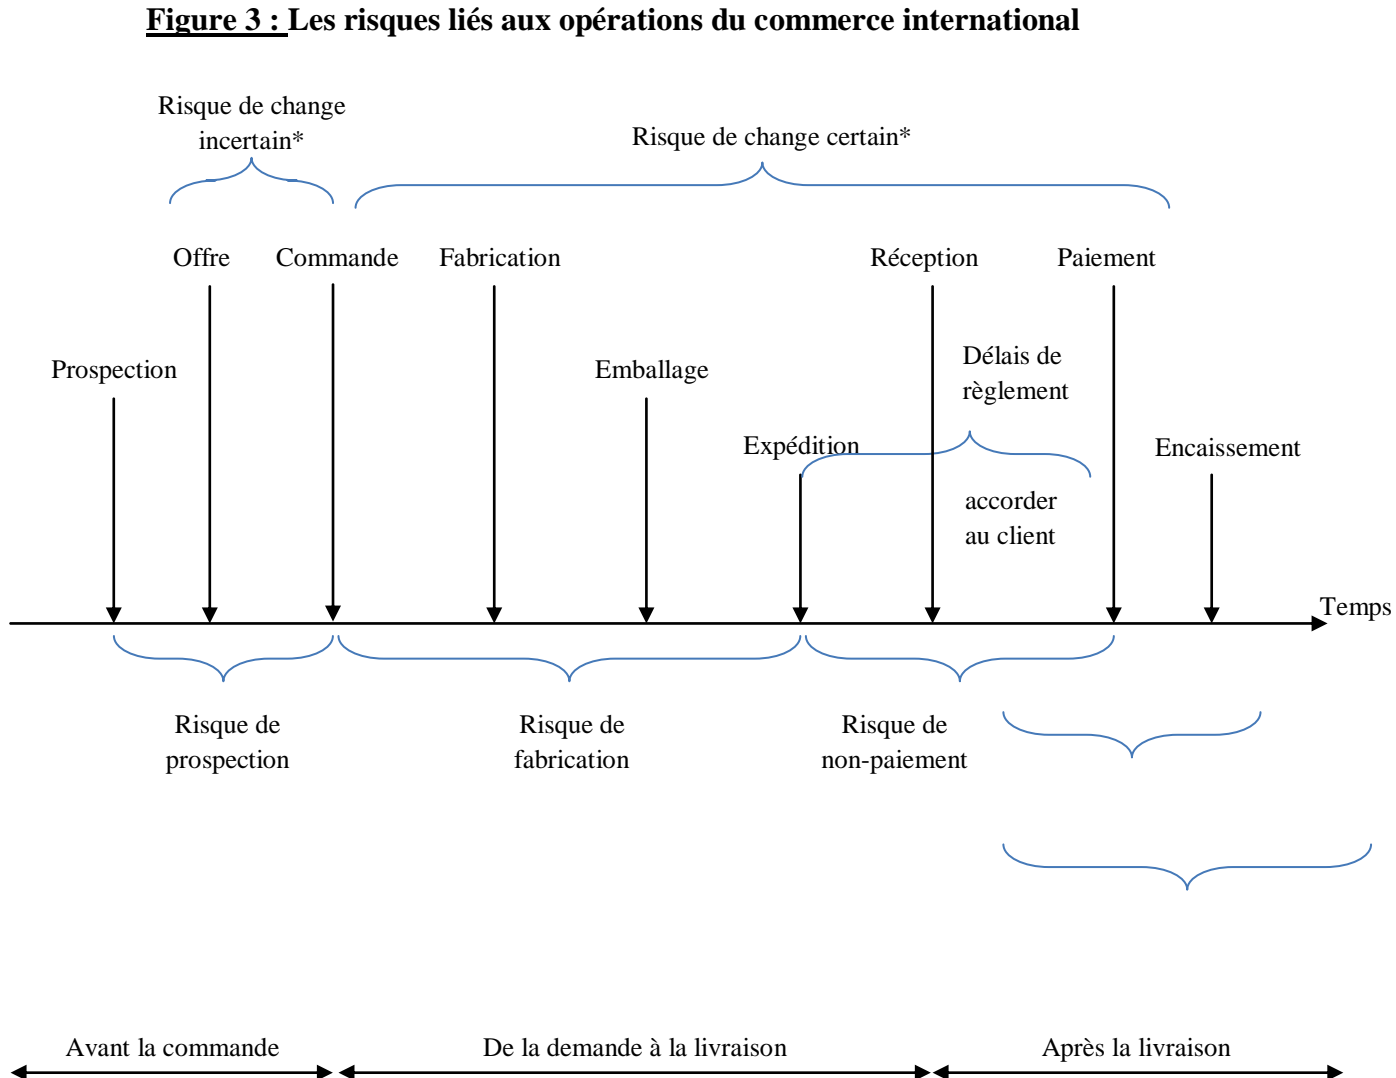 Figure 3 : Les risques liés aux opérations du commerce international
Risque de change
incertain*
Risque de change certain*
Offre
Commande
Fabrication
Réception
Paiement
Prospection
Emballage
Délais de
règlement
Expédition
Encaissement
accorder
au client
Temps
Risque de
prospection
Risque de
fabrication
Risque de
non-paiement
Avant la commande
De la demande à la livraison
Après la livraison